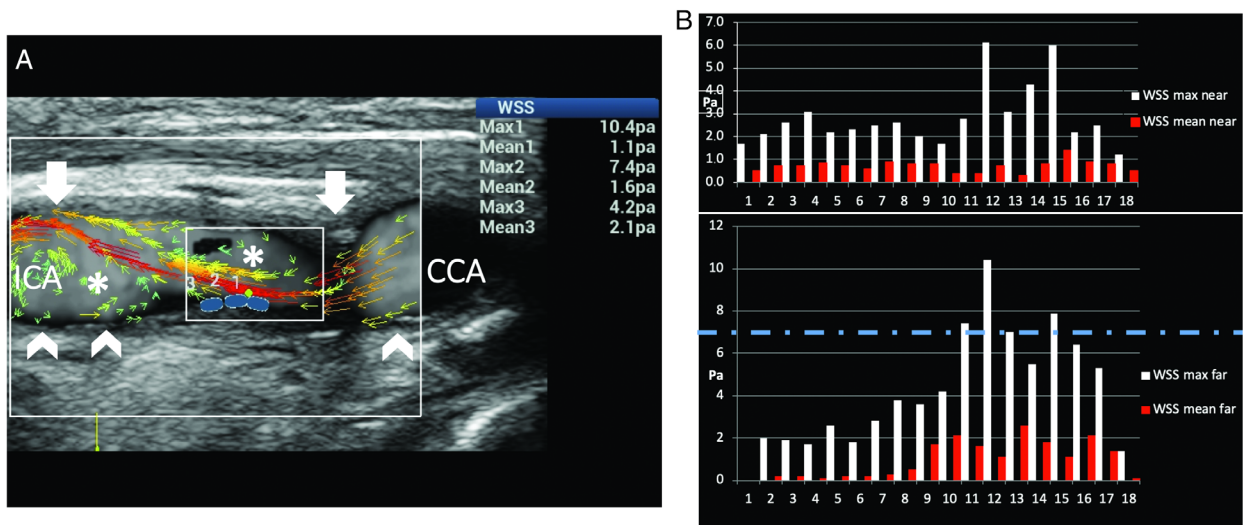 A
WSS
Max1 10.4pa
Mean1 1.1pa
Max2 7.4pa
Mean2 1.6pa
Max3 4.2pa
Mean3 2.1pa
ICA
*
*
3 2 1
CCA
B
7.0
6.0
5.0
4.0
Pa
3.0
2.0
1.0
0.0
1 2 3 4 5 6 7 8 9 10 11 12 13 14 15 16 17 18
WSS max near
WSS mean near
12
10
8
6
Pa
4
2
0
1 2 3 4 5 6 7 8 9 10 11 12 13 14 15 16 17 18
WSS max far
WSS mean far